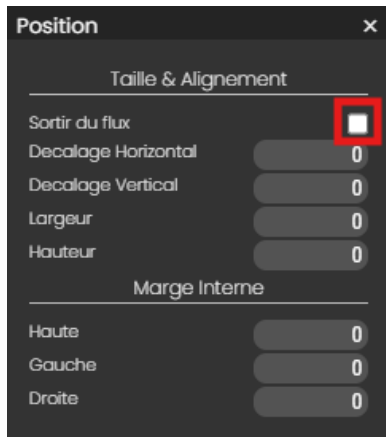 Position ×
Taille & Alignement
Sortir du flux
Decalage Horizontal 0
Decalage Vertical 0
Largeur 0
Hauteur 0
Marge Interne
Haute 0
Gauche 0
Droite 0